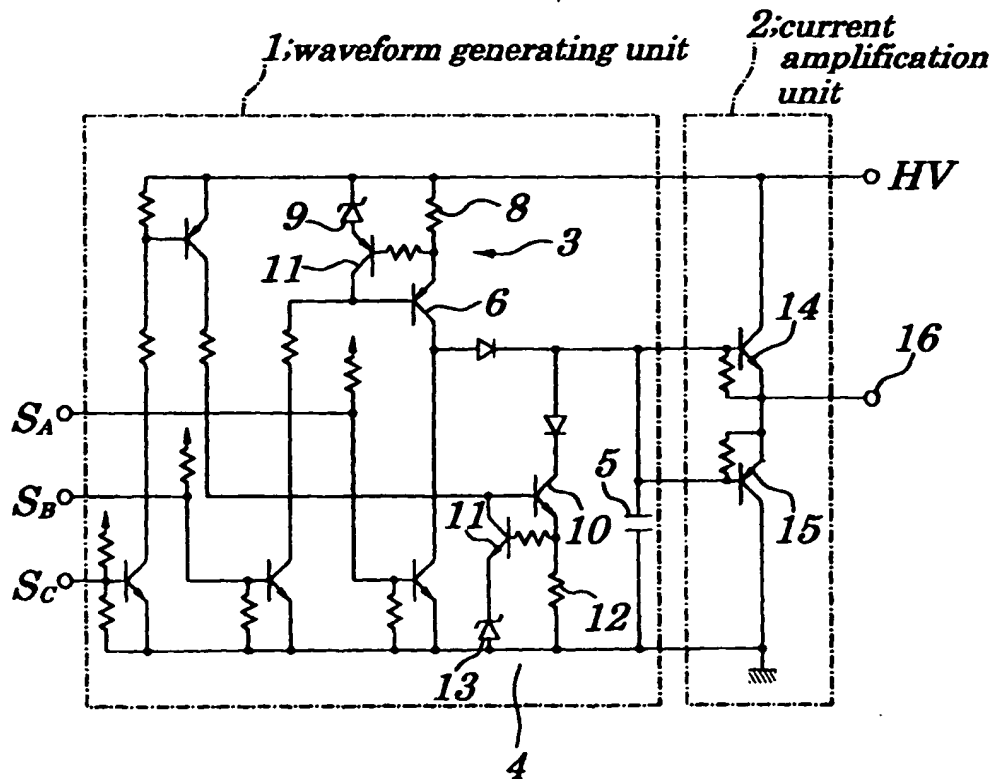 1;waveform generating unit
2;current
amplification
unit
HV
9
8
3
11
6
14
16
SA
5
SB
11
10
15
SC
12
13
4